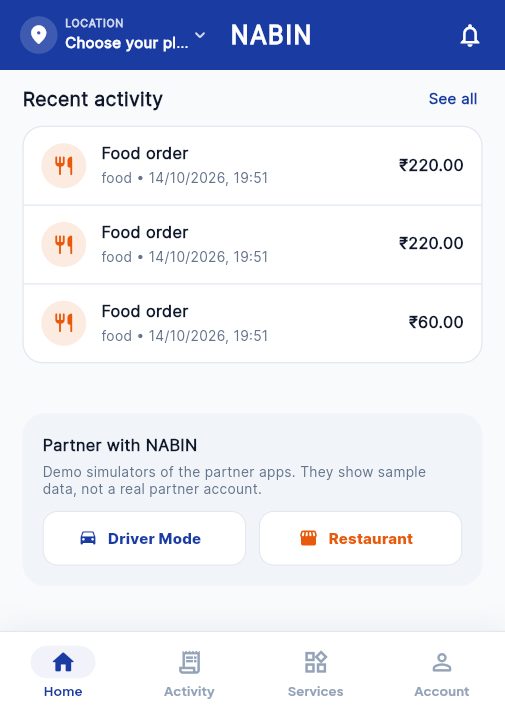 LOCATION
Choose your pl...
NABIN
Recent activity
See all
Food order
food • 14/10/2026, 19:51
₹220.00
Food order
food • 14/10/2026, 19:51
₹220.00
Food order
food • 14/10/2026, 19:51
₹60.00
Partner with NABIN
Demo simulators of the partner apps. They show sample
data, not a real partner account.
Driver Mode
Restaurant
Home
Activity
Services
Account